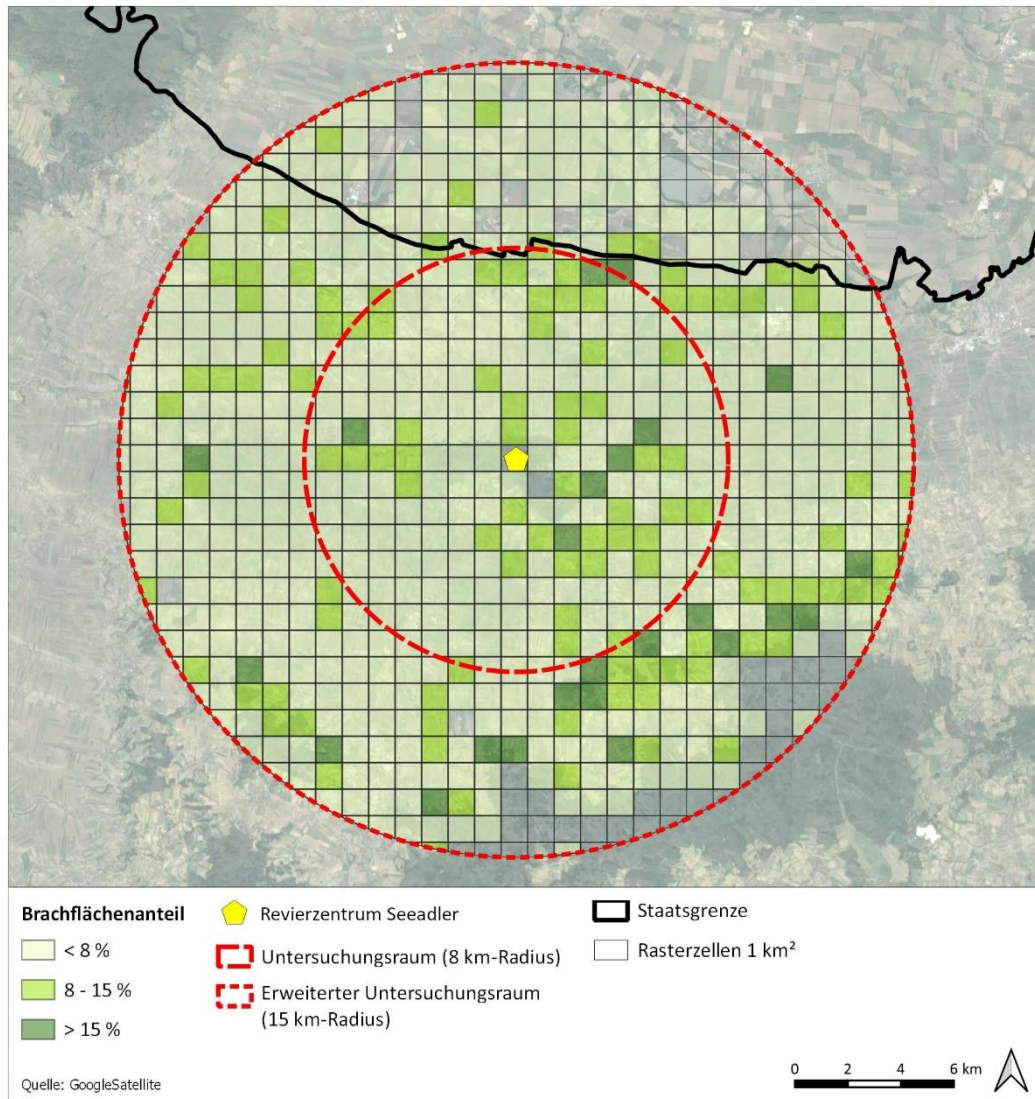 Brachflächenanteil
< 8 %
8 - 15 %
> 15 %
Revierzentrum Seeadler
Untersuchungsraum (8 km-Radius)
Erweiterter Untersuchungsraum
(15 km-Radius)
Staatsgrenze
Rasterzellen 1 km²
Quelle: GoogleSatellite
0 2 4 6 km